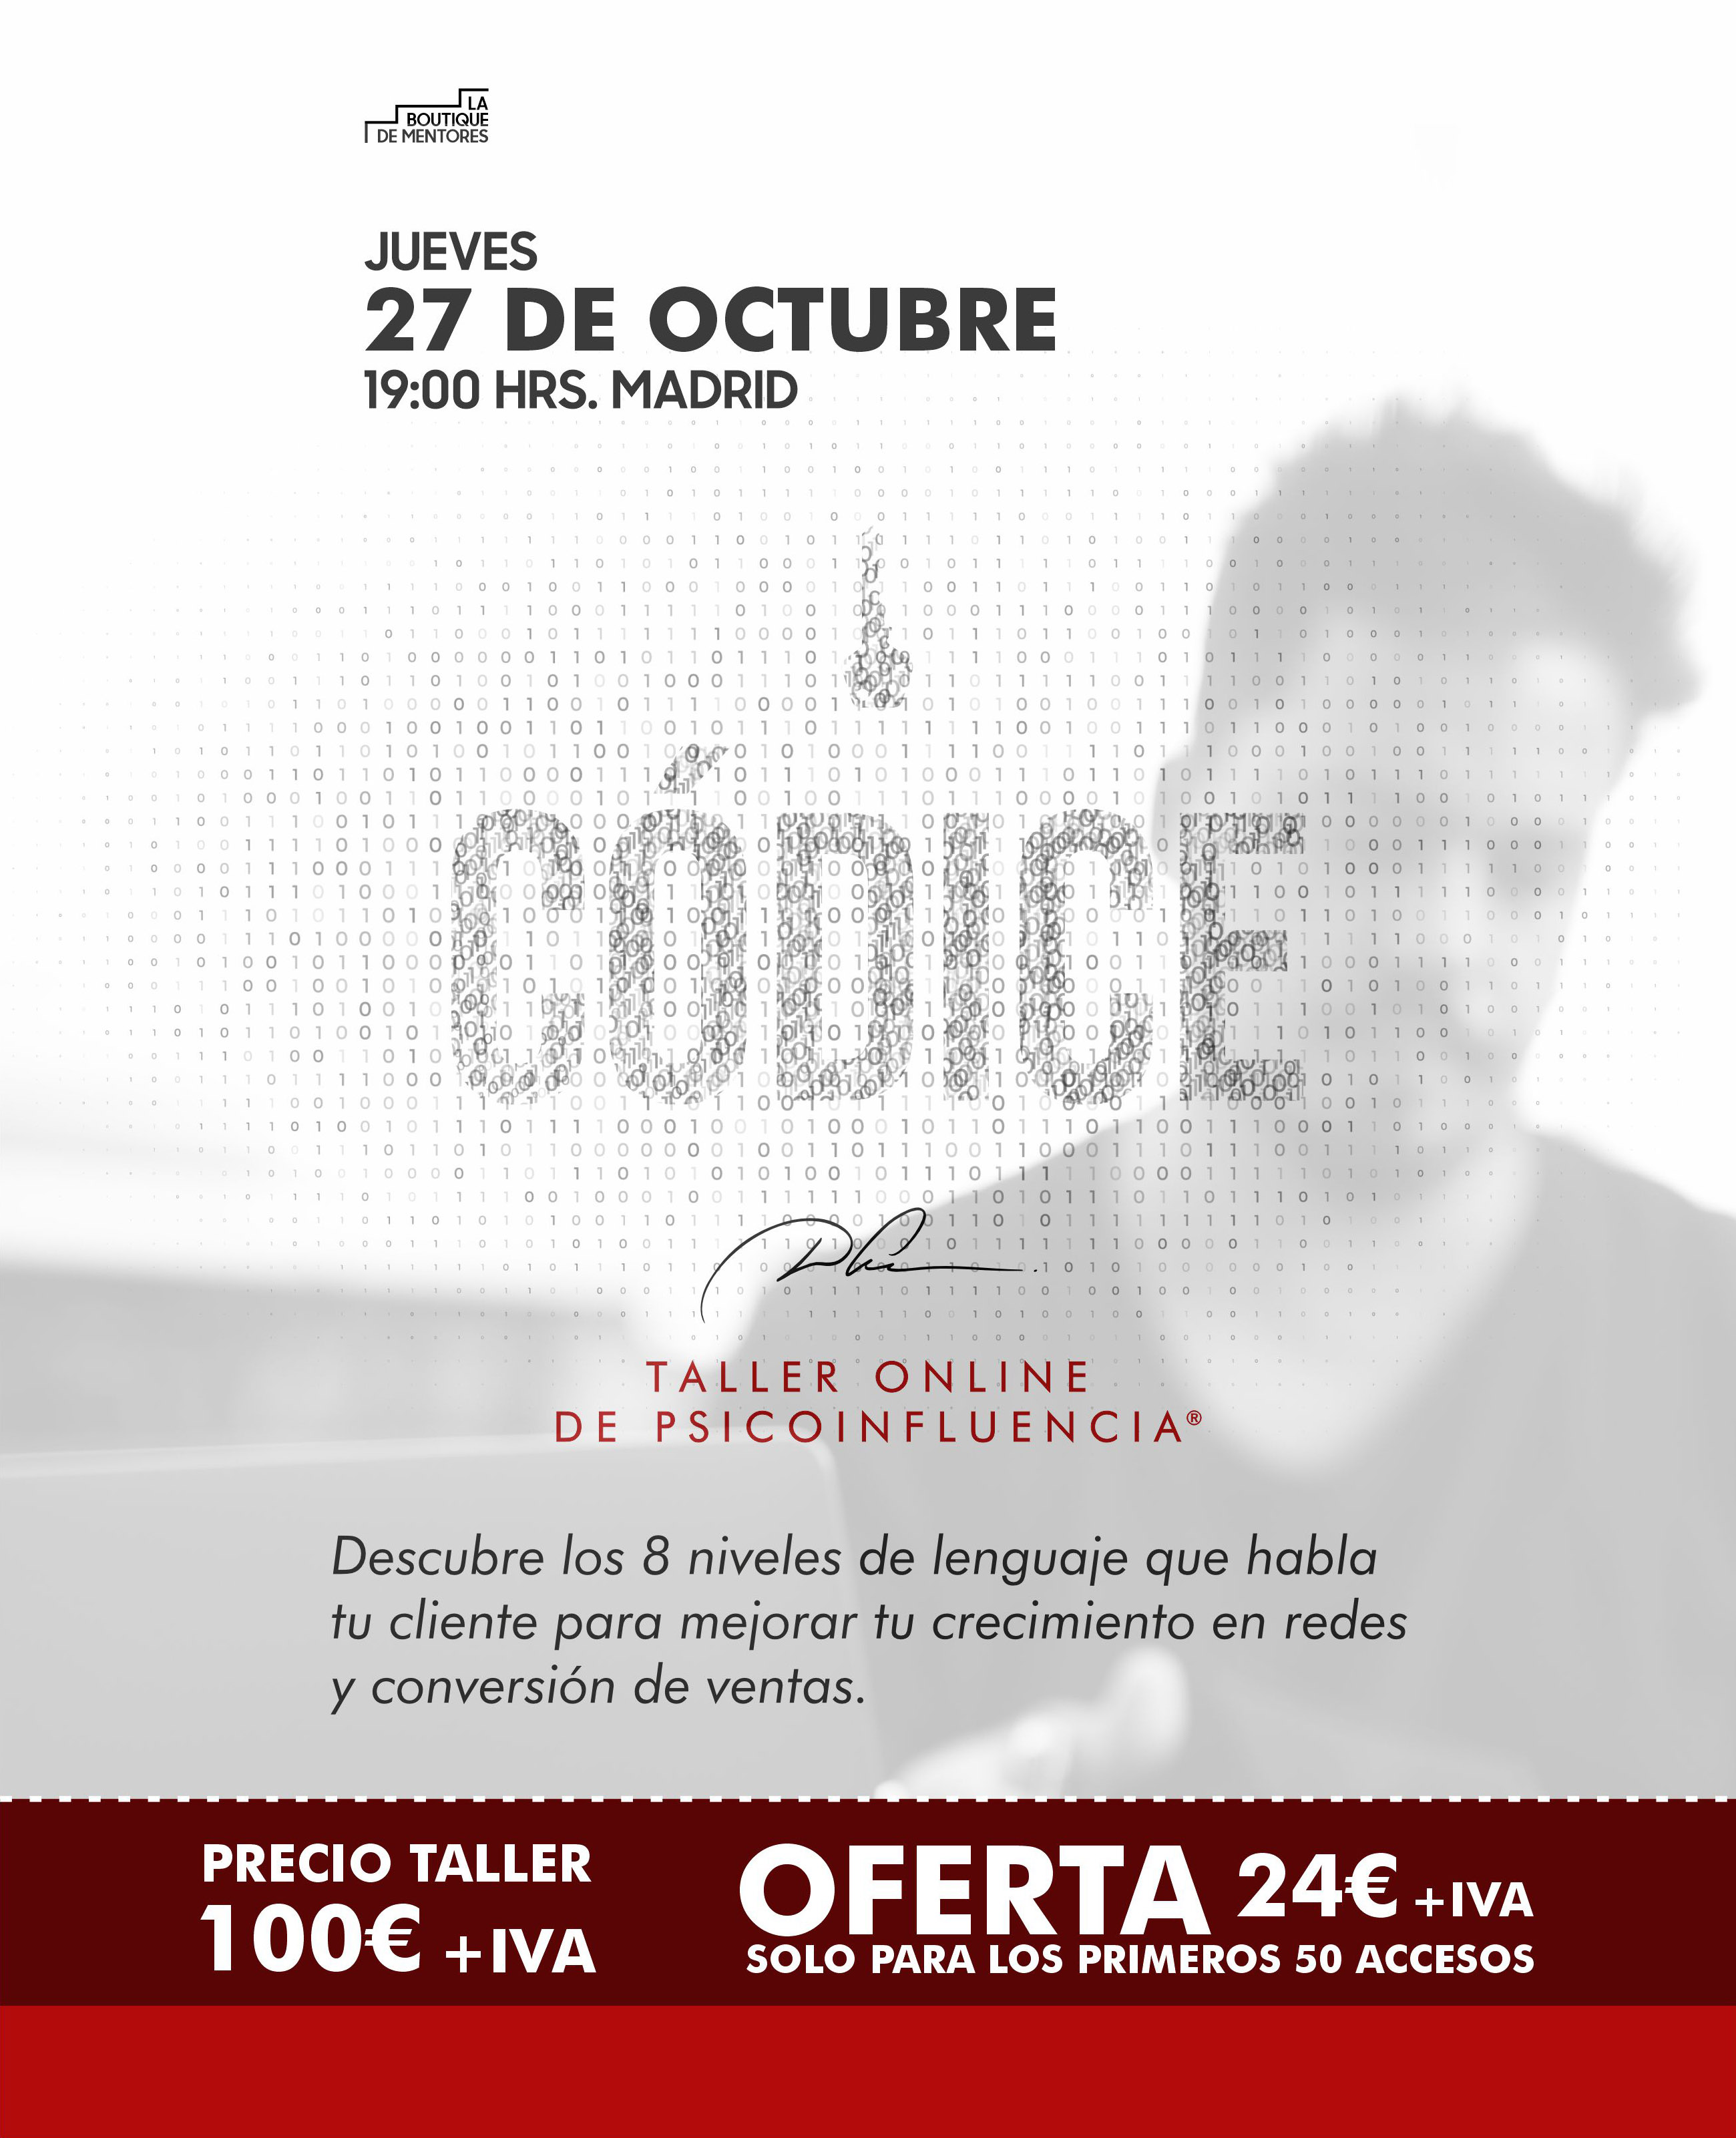 LA
BOUTIQUE
DE MENTORES
JUEVES
27 DE OCTUBRE
19:00 HRS. MADRID
CÓDICE
TALLER ONLINE
DE PSICOINFLUENCIA®
Descubre los 8 niveles de lenguaje que habla
tu cliente para mejorar tu crecimiento en redes
y conversión de ventas.
PRECIO TALLER
100€ +IVA
OFERTA 24€ +IVA
SOLO PARA LOS PRIMEROS 50 ACCESOS